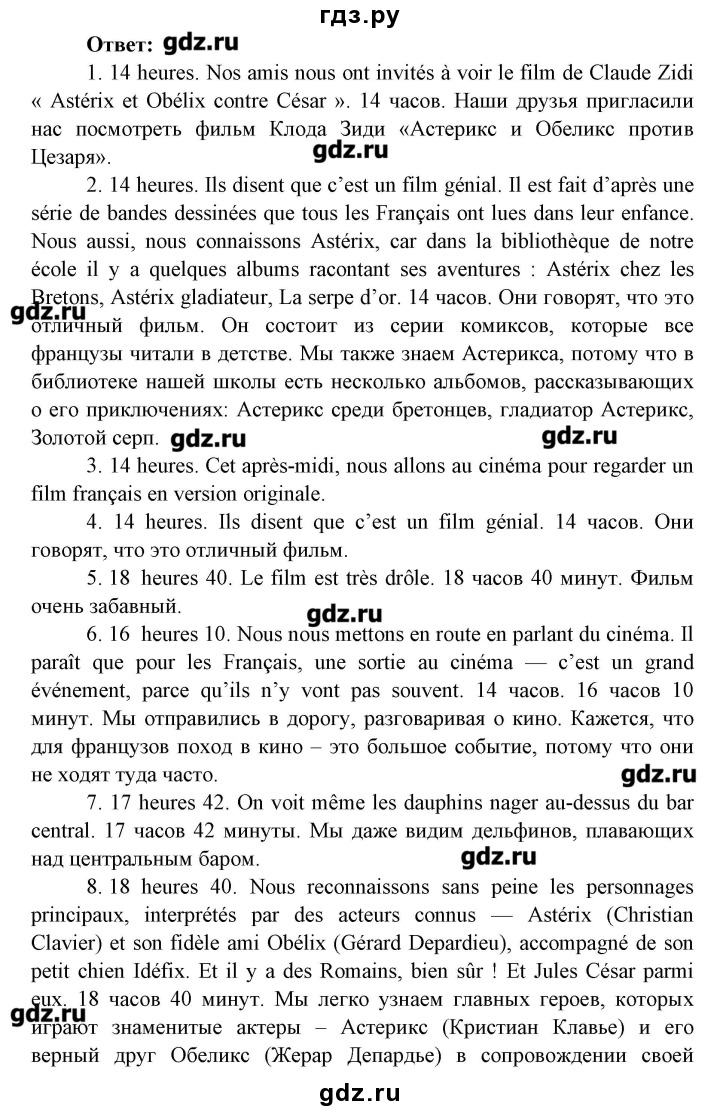 гдз.ру
Ответ: gdz.ru
1. 14 heures. Nos amis nous ont invités à voir le film de Claude Zidi
« Astérix et Obélix contre César ». 14 часов. Наши друзья пригласили
нас посмотреть фильм Клода Зиди «Астерикс и Обеликс против
Цезаря».
gdz.ru
2. 14 heures. Ils disent que c’est un film génial. Il est fait d’après une
série de bandes dessinées que tous les Français ont lues dans leur enfance.
Nous aussi, nous connaissons Astérix, car dans la bibliothèque de notre
école il y a quelques albums racontant ses aventures : Astérix chez les
Bretons, Astérix gladiateur, La serpe d’or. 14 часов. Они говорят, что это
gdz.ru
отличный фильм. Он состоит из серии комиксов, которые все
французы читали в детстве. Мы также знаем Астерикса, потому что в
библиотеке нашей школы есть несколько альбомов, рассказывающих
о его приключениях: Астерикс среди бретонцев, гладиатор Астерикс,
Золотой серп. gdz.ru gdz.ru
3. 14 heures. Cet après-midi, nous allons au cinéma pour regarder un
film français en version originale.
4. 14 heures. Ils disent que c’est un film génial. 14 часов. Они
говорят, что это отличный фильм.
5. 18 heures 40. Le film est très drôle. 18 часов 40 минут. Фильм
очень забавный.
gdz.ru
6. 16 heures 10. Nous nous mettons en route en parlant du cinéma. Il
paraît que pour les Français, une sortie au cinéma — c’est un grand
événement, parce qu’ils n’y vont pas souvent. 14 часов. 16 часов 10
минут. Мы отправились в дорогу, разговаривая о кино. Кажется, что
для французов поход в кино – это большое событие, потому что они
не ходят туда часто.
gdz.ru
7. 17 heures 42. On voit même les dauphins nager au-dessus du bar
central. 17 часов 42 минуты. Мы даже видим дельфинов, плавающих
над центральным баром.
gdz.ru
8. 18 heures 40. Nous reconnaissons sans peine les personnages
principaux, interprétés par des acteurs connus — Astérix (Christian
Clavier) et son fidèle ami Obélix (Gérard Depardieu), accompagné de son
petit chien Idéfix. Et il y a des Romains, bien sûr ! Et Jules César parmi
eux. 18 часов 40 минут. Мы легко узнаем главных героев, которых
gdz.ru
играют знаменитые актеры – Астерикс (Кристиан Клавье) и его
верный друг Обеликс (Жерар Депардье) в сопровождении своей
gdz.ru